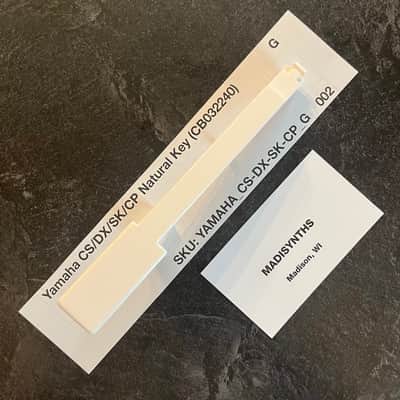 Yamaha CS/DX/SK/CP Natural Key (CB032240)
G
SKU: YAMAHA_CS-DX-SK-CP_G
002
MADISYNTHS
Madison, WI